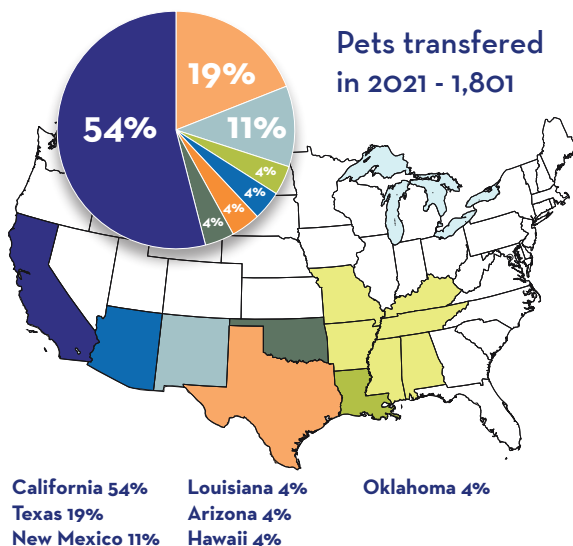 Pets transfered
in 2021 - 1,801
19%
54%
11%
4%
4%
4%
4%
California 54%
Texas 19%
New Mexico 11%
Louisiana 4%
Arizona 4%
Hawaii 4%
Oklahoma 4%